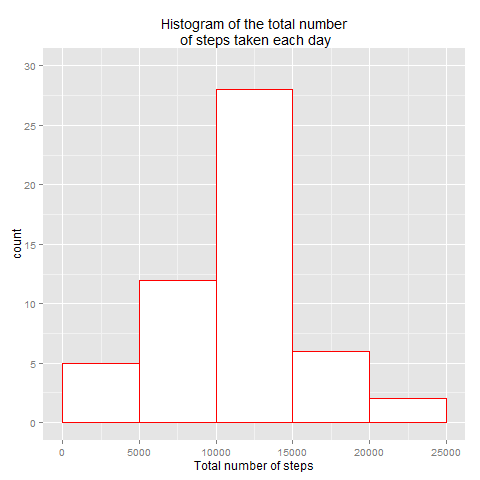 Histogram of the total number
of steps taken each day
30
25
20
15
10
5
0
count
0 5000 10000 15000 20000 25000
Total number of steps